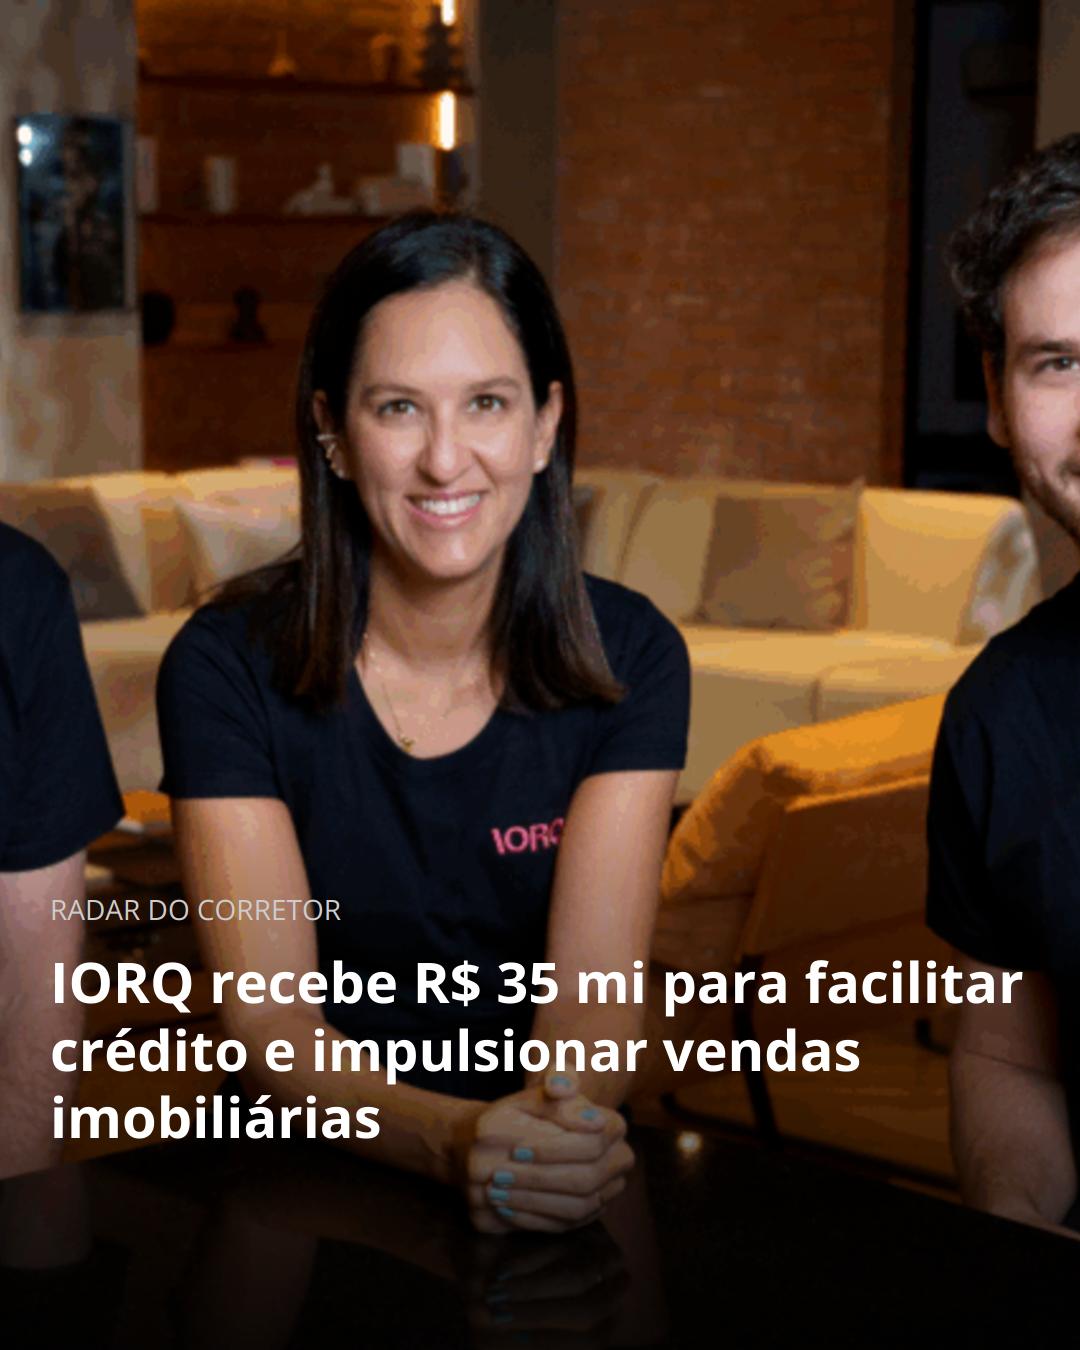 IORQ
RADAR DO CORRETOR
IORQ recebe R$ 35 mi para facilitar
crédito e impulsionar vendas
imobiliárias